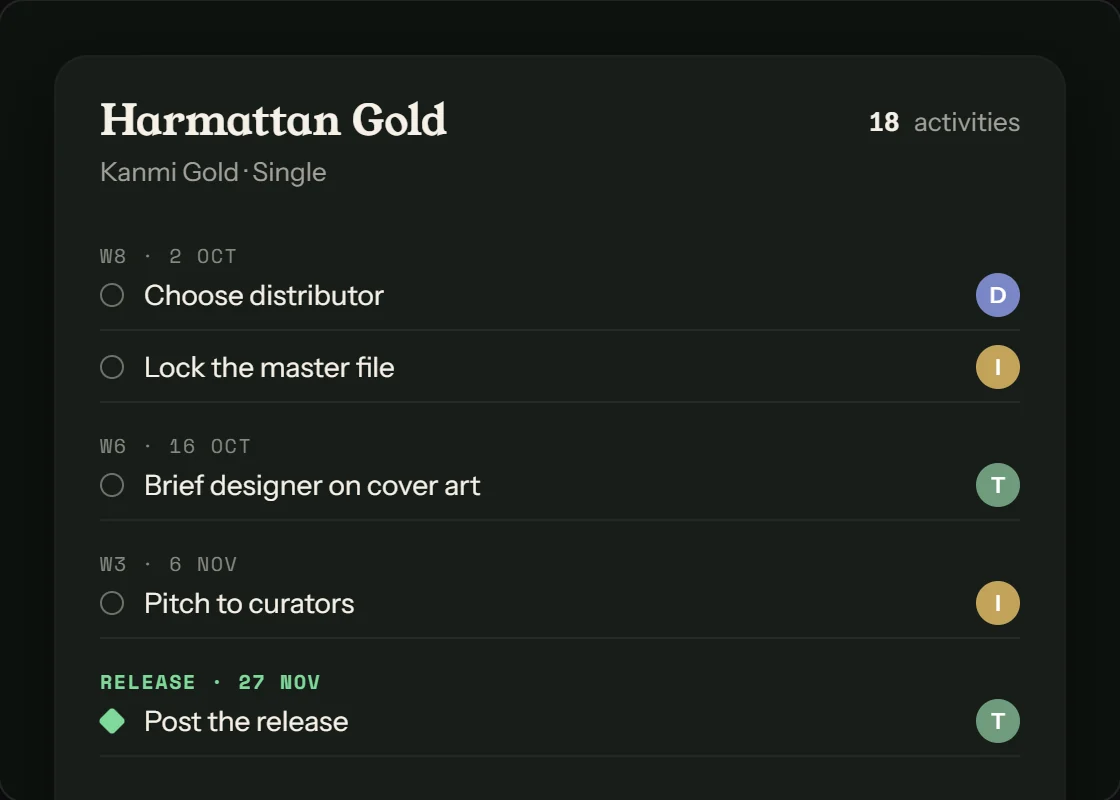 Harmattan Gold
18 activities
Kanmi Gold · Single
W8 · 2 OCT
Choose distributor
D
Lock the master file
I
W6 · 16 OCT
Brief designer on cover art
T
W3 · 6 NOV
Pitch to curators
I
RELEASE · 27 NOV
Post the release
T